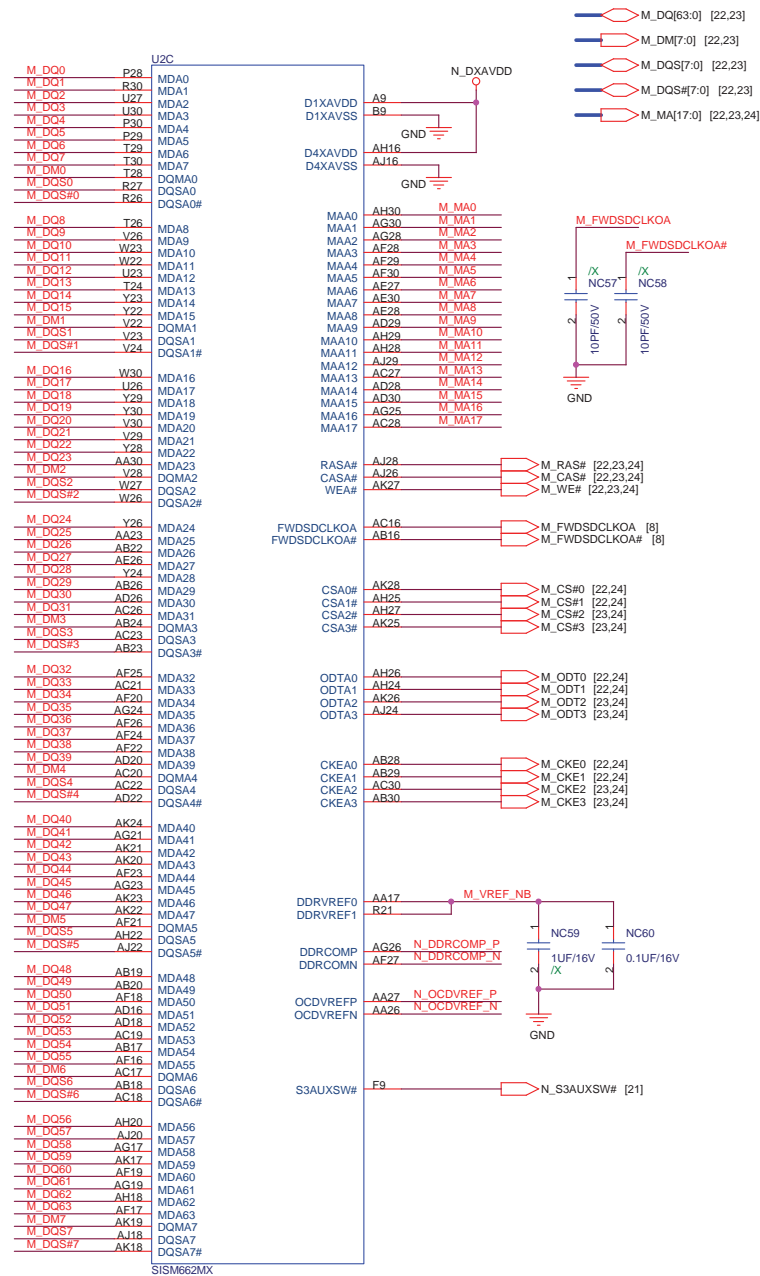 M_DQ[63:0] [22,23]
M_DM[7:0] [22,23]
M_DQS[7:0] [22,23]
M_DQS#[7:0] [22,23]
M_MA[17:0] [22,23,24]
U2C
M_DQ0 P28 MDA0
M_DQ1 R30 MDA1
M_DQ2 U27 MDA2
M_DQ3 U30 MDA3
M_DQ4 P30 MDA4
M_DQ5 P29 MDA5
M_DQ6 T29 MDA6
M_DQ7 T30 MDA7
M_DM0 T28 DQMA0
M_DQS0 R27 DQSA0
M_DQS#0 R26 DQSA0#
M_DQ8 T26 MDA8
M_DQ9 V26 MDA9
M_DQ10 W23 MDA10
M_DQ11 W22 MDA11
M_DQ12 U23 MDA12
M_DQ13 T24 MDA13
M_DQ14 Y23 MDA14
M_DQ15 Y22 MDA15
M_DM1 V22 DQMA1
M_DQS1 V23 DQSA1
M_DQS#1 V24 DQSA1#
M_DQ16 W30 MDA16
M_DQ17 U26 MDA17
M_DQ18 Y29 MDA18
M_DQ19 Y30 MDA19
M_DQ20 V30 MDA20
M_DQ21 V29 MDA21
M_DQ22 Y28 MDA22
M_DQ23 AA30 MDA23
M_DM2 V28 DQMA2
M_DQS2 W27 DQSA2
M_DQS#2 W26 DQSA2#
M_DQ24 Y26 MDA24
M_DQ25 AA23 MDA25
M_DQ26 AB22 MDA26
M_DQ27 AE26 MDA27
M_DQ28 Y24 MDA28
M_DQ29 AB26 MDA29
M_DQ30 AD26 MDA30
M_DQ31 AC26 MDA31
M_DM3 AB24 DQMA3
M_DQS3 AC23 DQSA3
M_DQS#3 AB23 DQSA3#
M_DQ32 AF25 MDA32
M_DQ33 AC21 MDA33
M_DQ34 AF20 MDA34
M_DQ35 AG24 MDA35
M_DQ36 AF26 MDA36
M_DQ37 AF24 MDA37
M_DQ38 AF22 MDA38
M_DQ39 AD20 MDA39
M_DM4 AC20 DQMA4
M_DQS4 AC22 DQSA4
M_DQS#4 AD22 DQSA4#
M_DQ40 AK24 MDA40
M_DQ41 AG21 MDA41
M_DQ42 AK21 MDA42
M_DQ43 AK20 MDA43
M_DQ44 AF23 MDA44
M_DQ45 AG23 MDA45
M_DQ46 AK23 MDA46
M_DQ47 AK22 MDA47
M_DM5 AF21 DQMA5
M_DQS5 AH22 DQSA5
M_DQS#5 AJ22 DQSA5#
M_DQ48 AB19 MDA48
M_DQ49 AB20 MDA49
M_DQ50 AF18 MDA50
M_DQ51 AD16 MDA51
M_DQ52 AD18 MDA52
M_DQ53 AC19 MDA53
M_DQ54 AB17 MDA54
M_DQ55 AF16 MDA55
M_DM6 AC17 DQMA6
M_DQS6 AB18 DQSA6
M_DQS#6 AC18 DQSA6#
M_DQ56 AH20 MDA56
M_DQ57 AJ20 MDA57
M_DQ58 AG17 MDA58
M_DQ59 AK17 MDA59
M_DQ60 AF19 MDA60
M_DQ61 AG19 MDA61
M_DQ62 AH18 MDA62
M_DQ63 AF17 MDA63
M_DM7 AK19 DQMA7
M_DQS7 AJ18 DQSA7
M_DQS#7 AK18 DQSA7#
SISM662MX
N_DXAVDD
D1XAVDD A9
D1XAVSS B9
GND
D4XAVDD AH16
D4XAVSS AJ16
GND
MAA0 AH30 M_MA0
MAA1 AG30 M_MA1
MAA2 AG28 M_MA2
MAA3 AF28 M_MA3
MAA4 AF29 M_MA4
MAA5 AF30 M_MA5
MAA6 AE27 M_MA6
MAA7 AE30 M_MA7
MAA8 AE28 M_MA8
MAA9 AD29 M_MA9
MAA10 AH29 M_MA10
MAA11 AH28 M_MA11
MAA12 AJ29 M_MA12
MAA13 AC27 M_MA13
MAA14 AD28 M_MA14
MAA15 AD30 M_MA15
MAA16 AG25 M_MA16
MAA17 AC28 M_MA17
RASA# AJ28 M_RAS# [22,23,24]
CASA# AJ26 M_CAS# [22,23,24]
WEA# AK27 M_WE# [22,23,24]
FWDSDCLKOA AC16 M_FWDSDCLKOA [8]
FWDSDCLKOA# AB16 M_FWDSDCLKOA# [8]
CSA0# AK28 M_CS#0 [22,24]
CSA1# AH25 M_CS#1 [22,24]
CSA2# AH27 M_CS#2 [23,24]
CSA3# AK25 M_CS#3 [23,24]
ODTA0 AH26 M_ODT0 [22,24]
ODTA1 AH24 M_ODT1 [22,24]
ODTA2 AK26 M_ODT2 [23,24]
ODTA3 AJ24 M_ODT3 [23,24]
CKEA0 AB28 M_CKE0 [22,24]
CKEA1 AB29 M_CKE1 [22,24]
CKEA2 AC30 M_CKE2 [23,24]
CKEA3 AB30 M_CKE3 [23,24]
DDRVREF0 AA17 M_VREF_NB
DDRVREF1 R21
DDRCOMP AG26 N_DDRCOMP_P
DDRCOMN AF27 N_DDRCOMP_N
OCDVREFP AA27 N_OCDVREF_P
OCDVREFN AA26 N_OCDVREF_N
S3AUXSW# F9 N_S3AUXSW# [21]
M_FWDSDCLKOA
M_FWDSDCLKOA#
1 /X NC57 2 10PF/50V
1 /X NC58 2 10PF/50V
GND
1 NC59 1UF/16V 2 /X
1 NC60 0.1UF/16V 2
GND